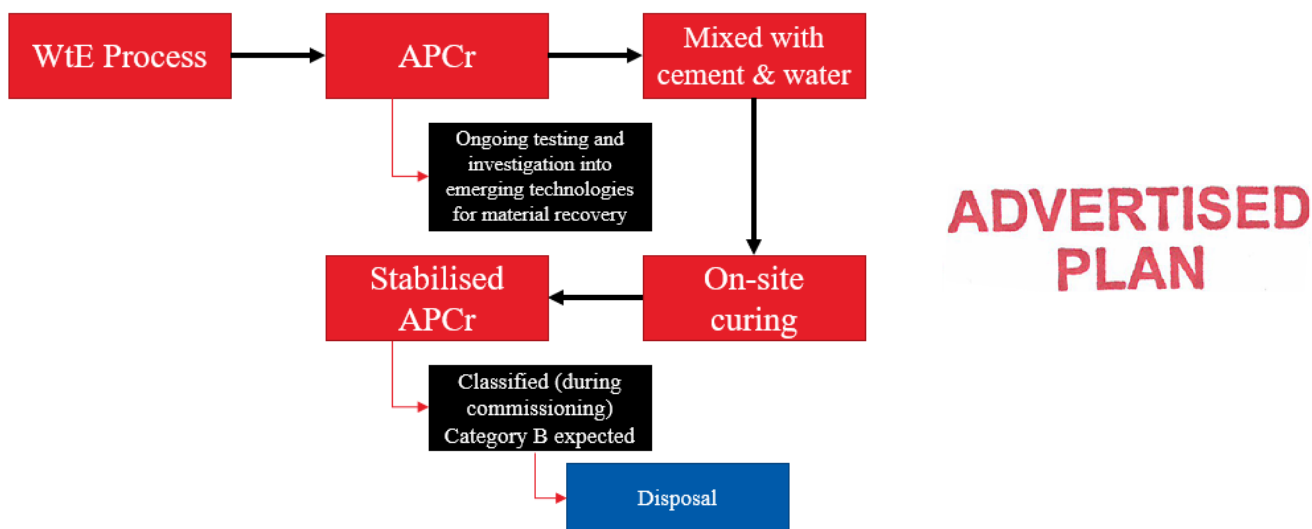 WtE Process
APCr
Mixed with
cement & water
Ongoing testing and
investigation into
emerging technologies
for material recovery
ADVERTISED
PLAN
Stabilised
APCr
On-site
curing
Classified (during
commissioning)
Category B expected
Disposal